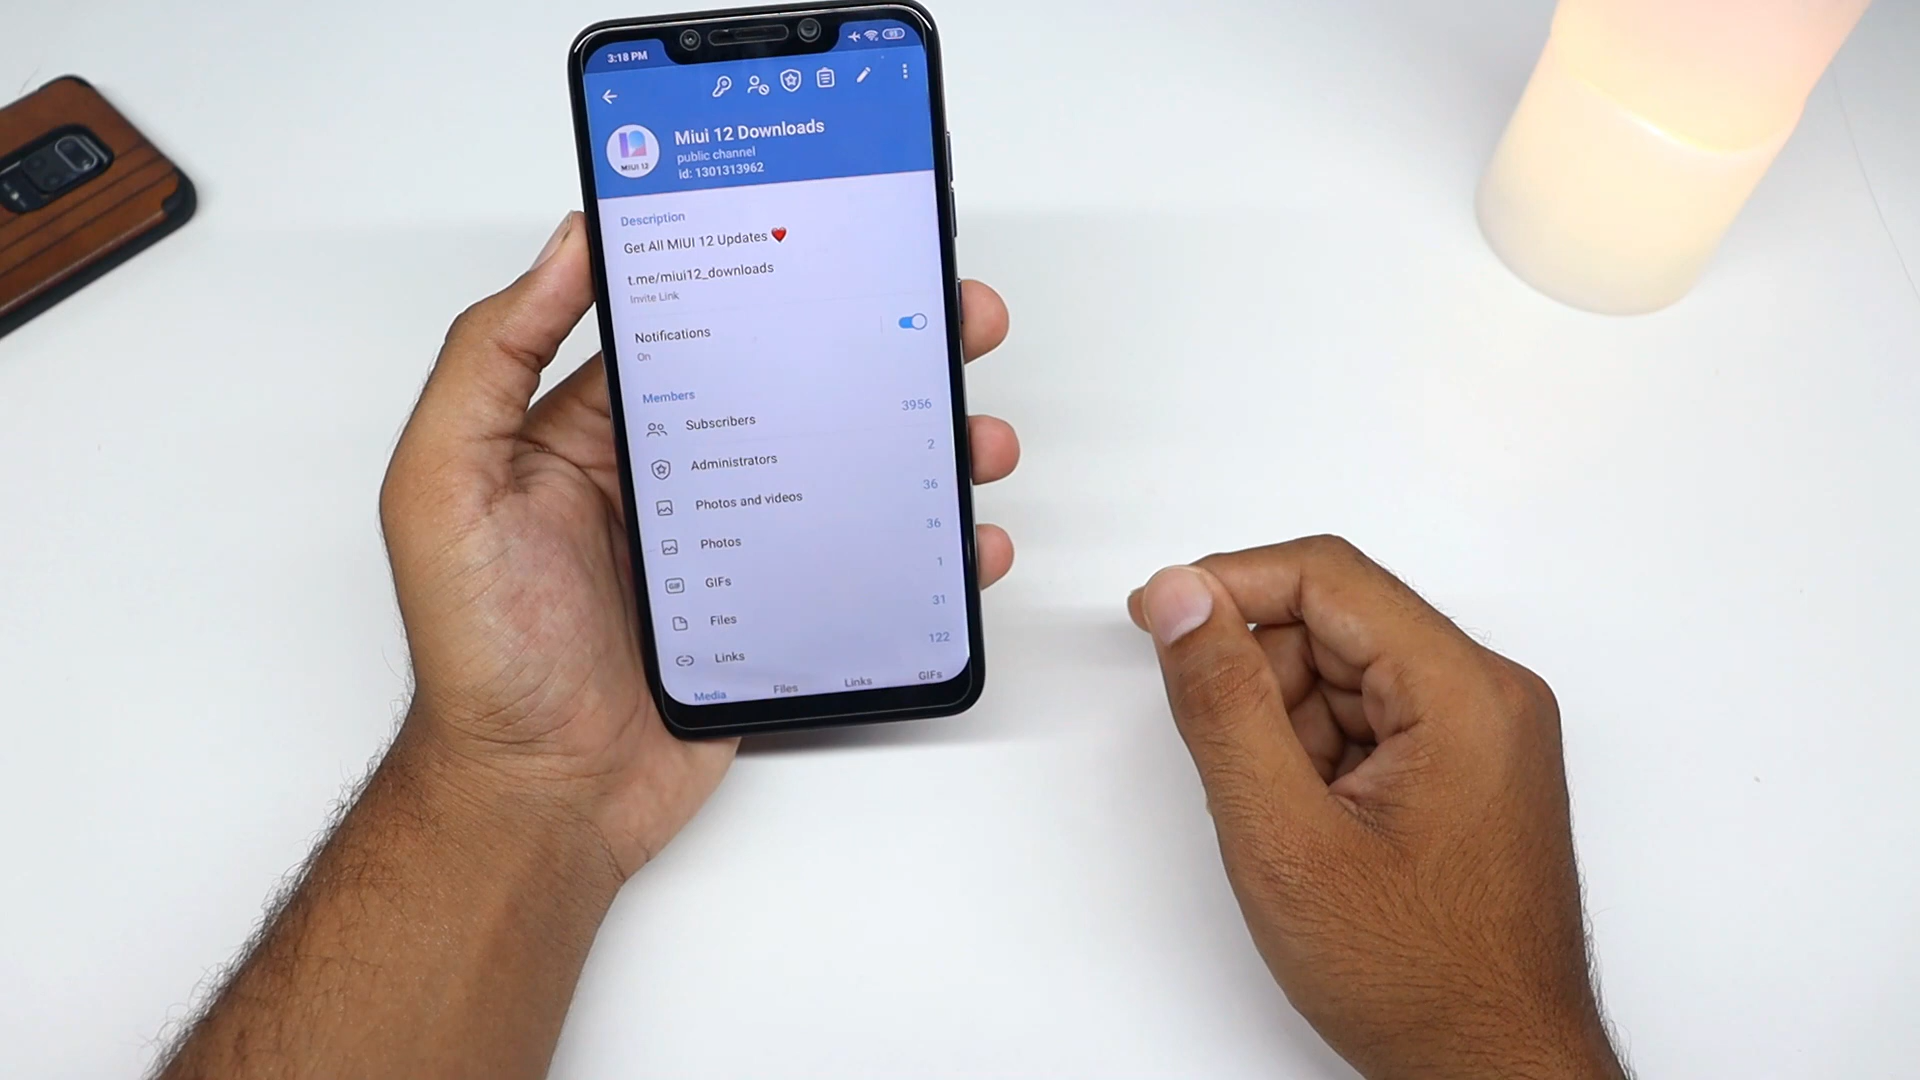 3:18 PM
93
Miui 12 Downloads
public channel
id: 1301313962
MIUI 12
Description
Get All MIUI 12 Updates ❤️
t.me/miui12_downloads
Invite Link
Notifications
On
Members
Subscribers 3956
Administrators 2
Photos and videos 36
Photos 36
GIF GIFs 1
Files 31
Links 122
Media Files Links GIFs